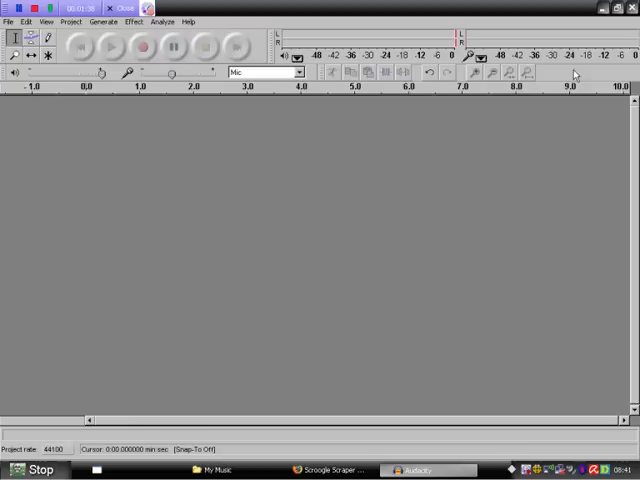 00:01:38 Close
File Edit View Project Generate Effect Analyze Help
L
R
L
R
-48 -42 -36 -30 -24 -18 -12 -6 0 -48 -42 -36 -30 -24 -18 -12 -6 0
Mic
- 1.0 0.0 1.0 2.0 3.0 4.0 5.0 6.0 7.0 8.0 9.0 10.0
Project rate: 44100 Cursor: 0:00.000000 min:sec [Snap-To Off]
Stop My Music Scroogle Scraper ... Audacity 08:41